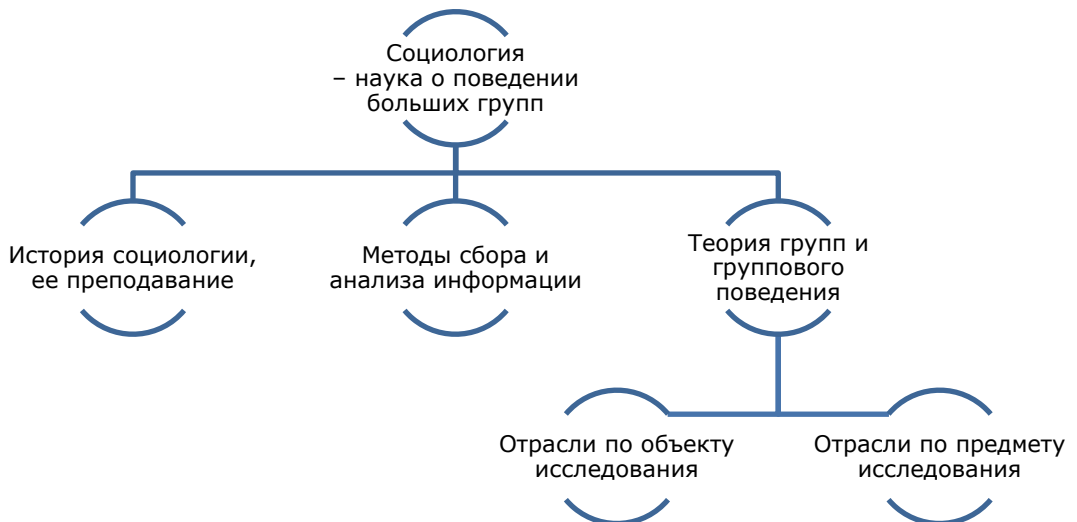 Социология
– наука о поведении
больших групп
История социологии,
ее преподавание
Методы сбора и
анализа информации
Теория групп и
группового
поведения
Отрасли по объекту
исследования
Отрасли по предмету
исследования